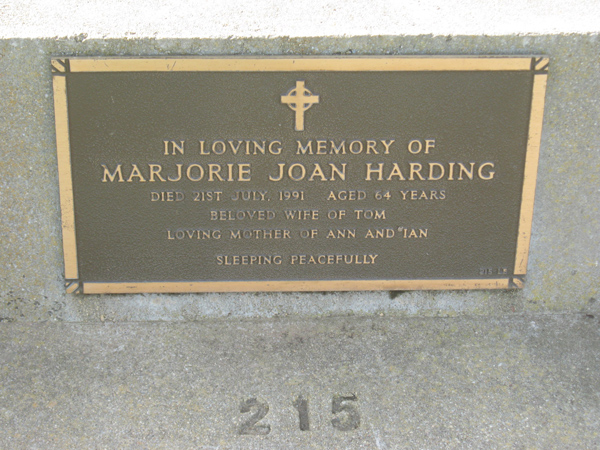 IN LOVING MEMORY OF
MARJORIE JOAN HARDING
DIED 21ST JULY, 1991 AGED 64 YEARS
BELOVED WIFE OF TOM
LOVING MOTHER OF ANN AND IAN
SLEEPING PEACEFULLY
215